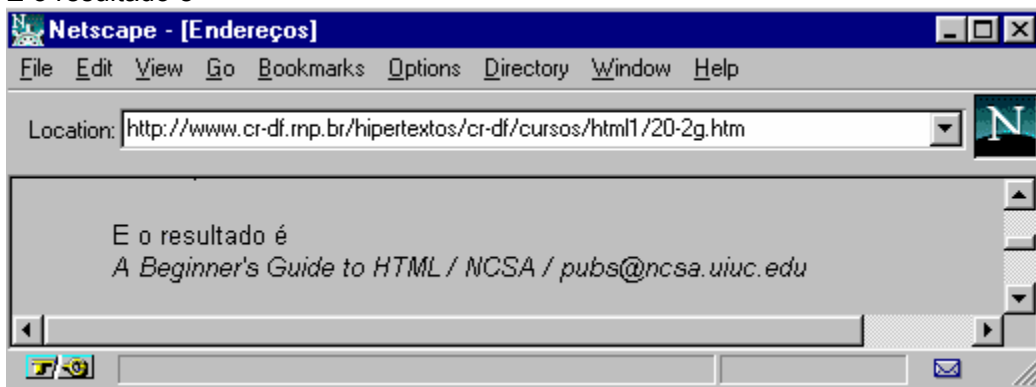 Netscape - [Endereços]
File Edit View Go Bookmarks Options Directory Window Help
Location: http://www.cr-df.rnp.br/hipertextos/cr-df/cursos/html1/20-2g.htm
N
E o resultado é
A Beginner's Guide to HTML / NCSA / pubs@ncsa.uiuc.edu